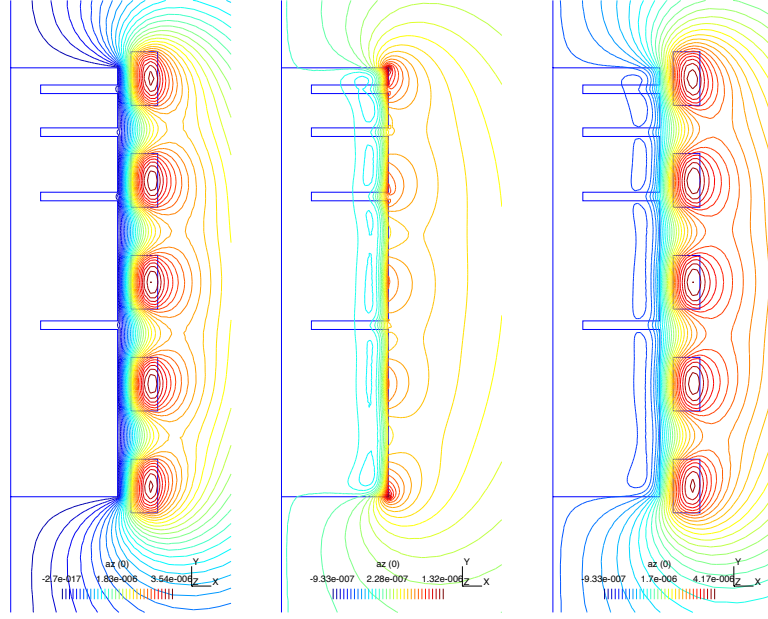 az (0)
-2.7e-017 1.83e-006 3.54e-006
Y
Z X
az (0)
-9.33e-007 2.28e-007 1.32e-006
Y
Z X
az (0)
-9.33e-007 1.7e-006 4.17e-006
Y
Z X